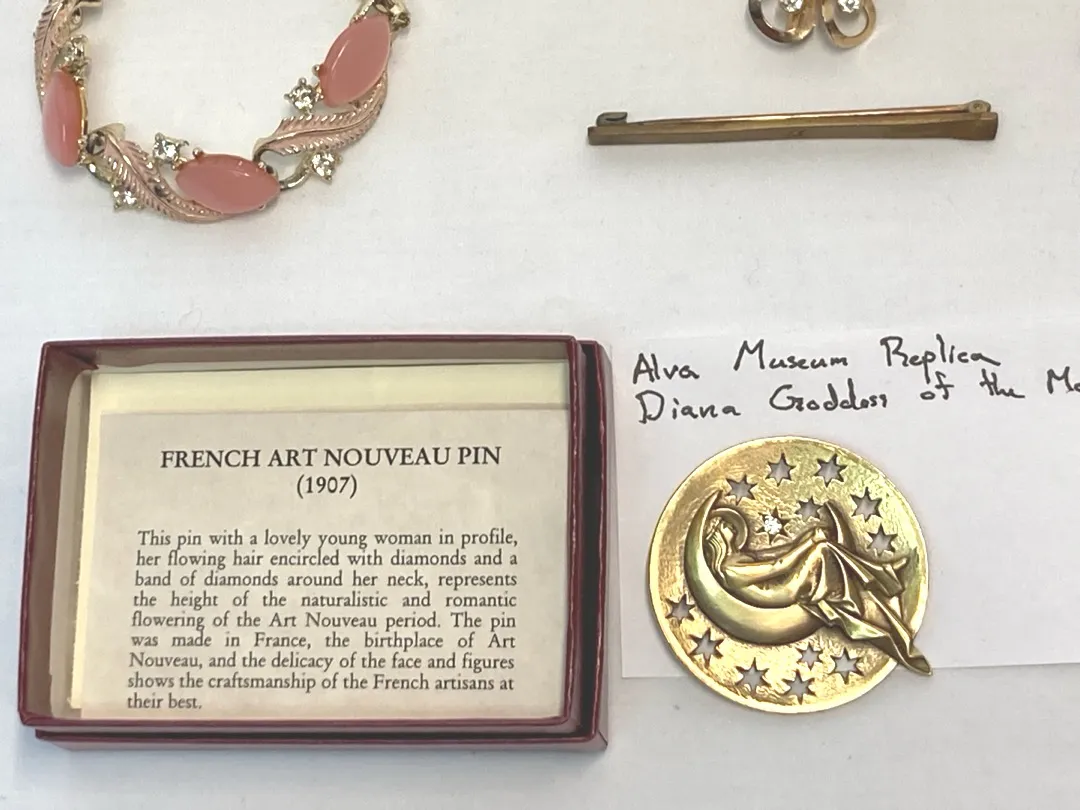 Alva Museum Replica
Diana Goddess of the
FRENCH ART NOUVEAU PIN
(1907)
This pin with a lovely young woman in profile,
her flowing hair encircled with diamonds and a
band of diamonds around her neck, represents
the height of the naturalistic and romantic
flowering of the Art Nouveau period. The pin
was made in France, the birthplace of Art
Nouveau, and the delicacy of the face and figures
shows the craftsmanship of the French artisans at
their best.